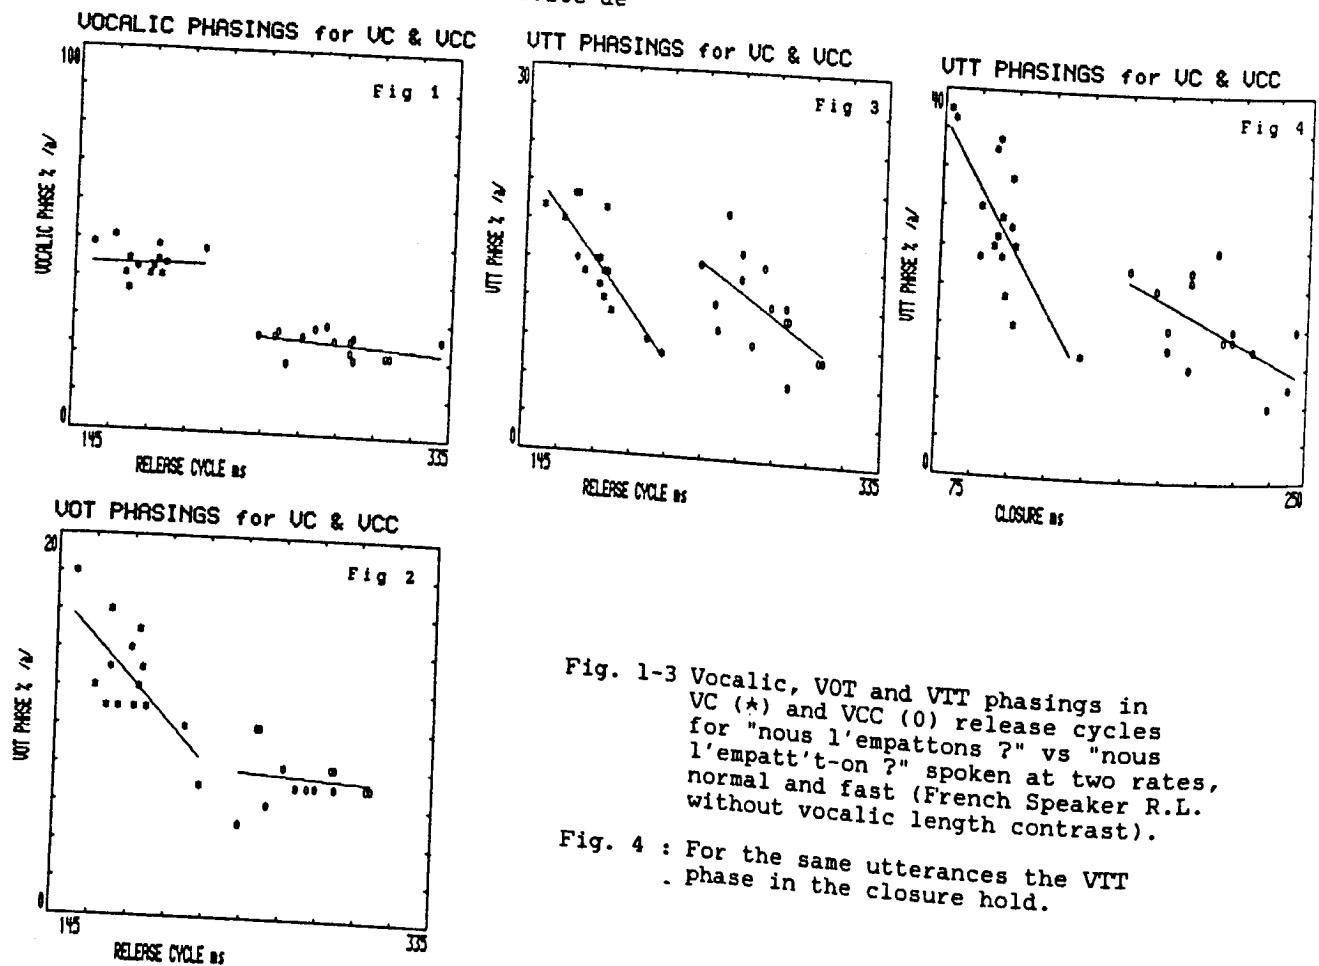 VOCALIC PHASINGS for VC & VCC
100
Fig 1
VOCALIC PHASE % /a/
0
145
335
RELEASE CYCLE ms
VTT PHASINGS for VC & VCC
30
Fig 3
VTT PHASE % /a/
0
145
335
RELEASE CYCLE ms
VTT PHASINGS for VC & VCC
40
Fig 4
VTT PHASE % /a/
0
75
250
CLOSURE ms
VOT PHASINGS for VC & VCC
20
Fig 2
VOT PHASE % /a/
0
145
335
RELEASE CYCLE ms
Fig. 1-3 Vocalic, VOT and VTT phasings in
VC (*) and VCC (0) release cycles
for "nous l'empattons ?" vs "nous
l'empatt't-on ?" spoken at two rates,
normal and fast (French Speaker R.L.
without vocalic length contrast).
Fig. 4 : For the same utterances the VTT
phase in the closure hold.